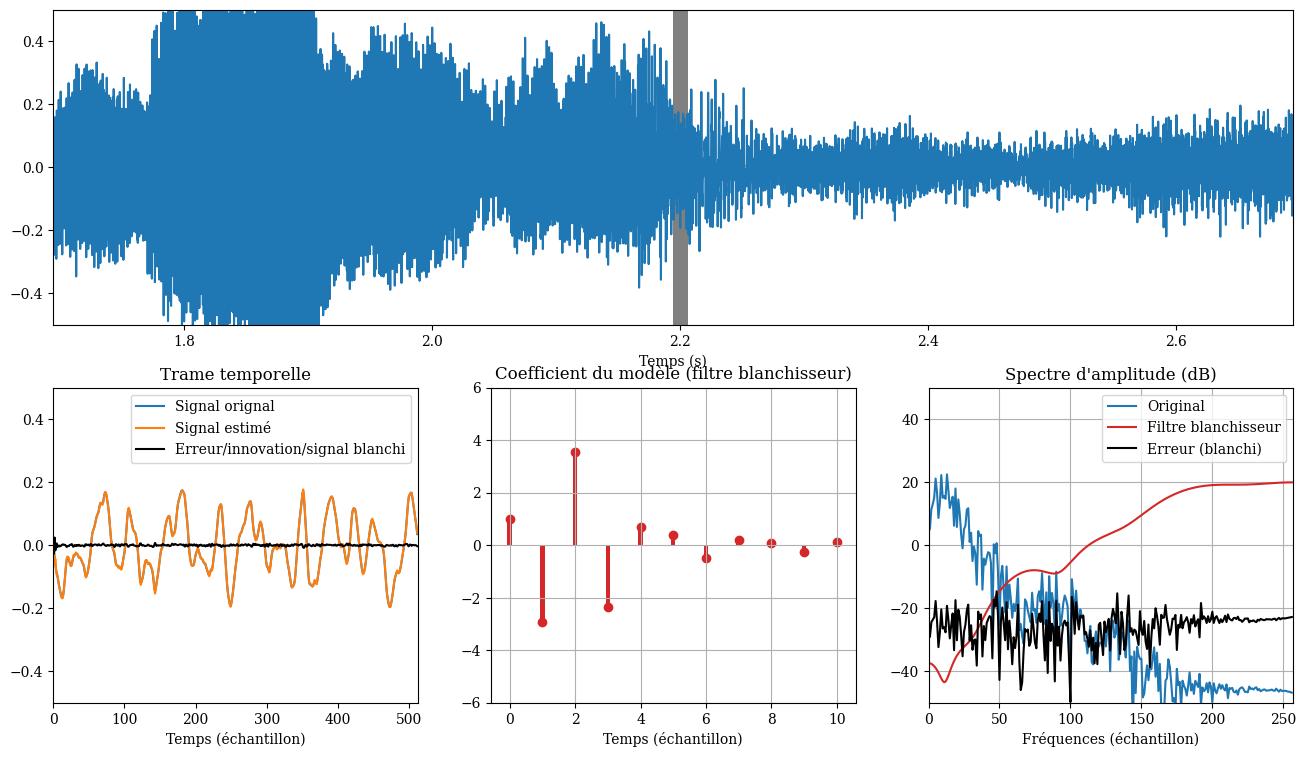 0.4
0.2
0.0
−0.2
−0.4
1.8 2.0 2.2 2.4 2.6
Temps (s)
Trame temporelle
Signal orignal
Signal estimé
Erreur/innovation/signal blanchi
0.4
0.2
0.0
−0.2
−0.4
0 100 200 300 400 500
Temps (échantillon)
Coefficient du modèle (filtre blanchisseur)
6
4
2
0
−2
−4
−6
0 2 4 6 8 10
Temps (échantillon)
Spectre d'amplitude (dB)
Original
Filtre blanchisseur
Erreur (blanchi)
40
20
0
−20
−40
0 50 100 150 200 250
Fréquences (échantillon)